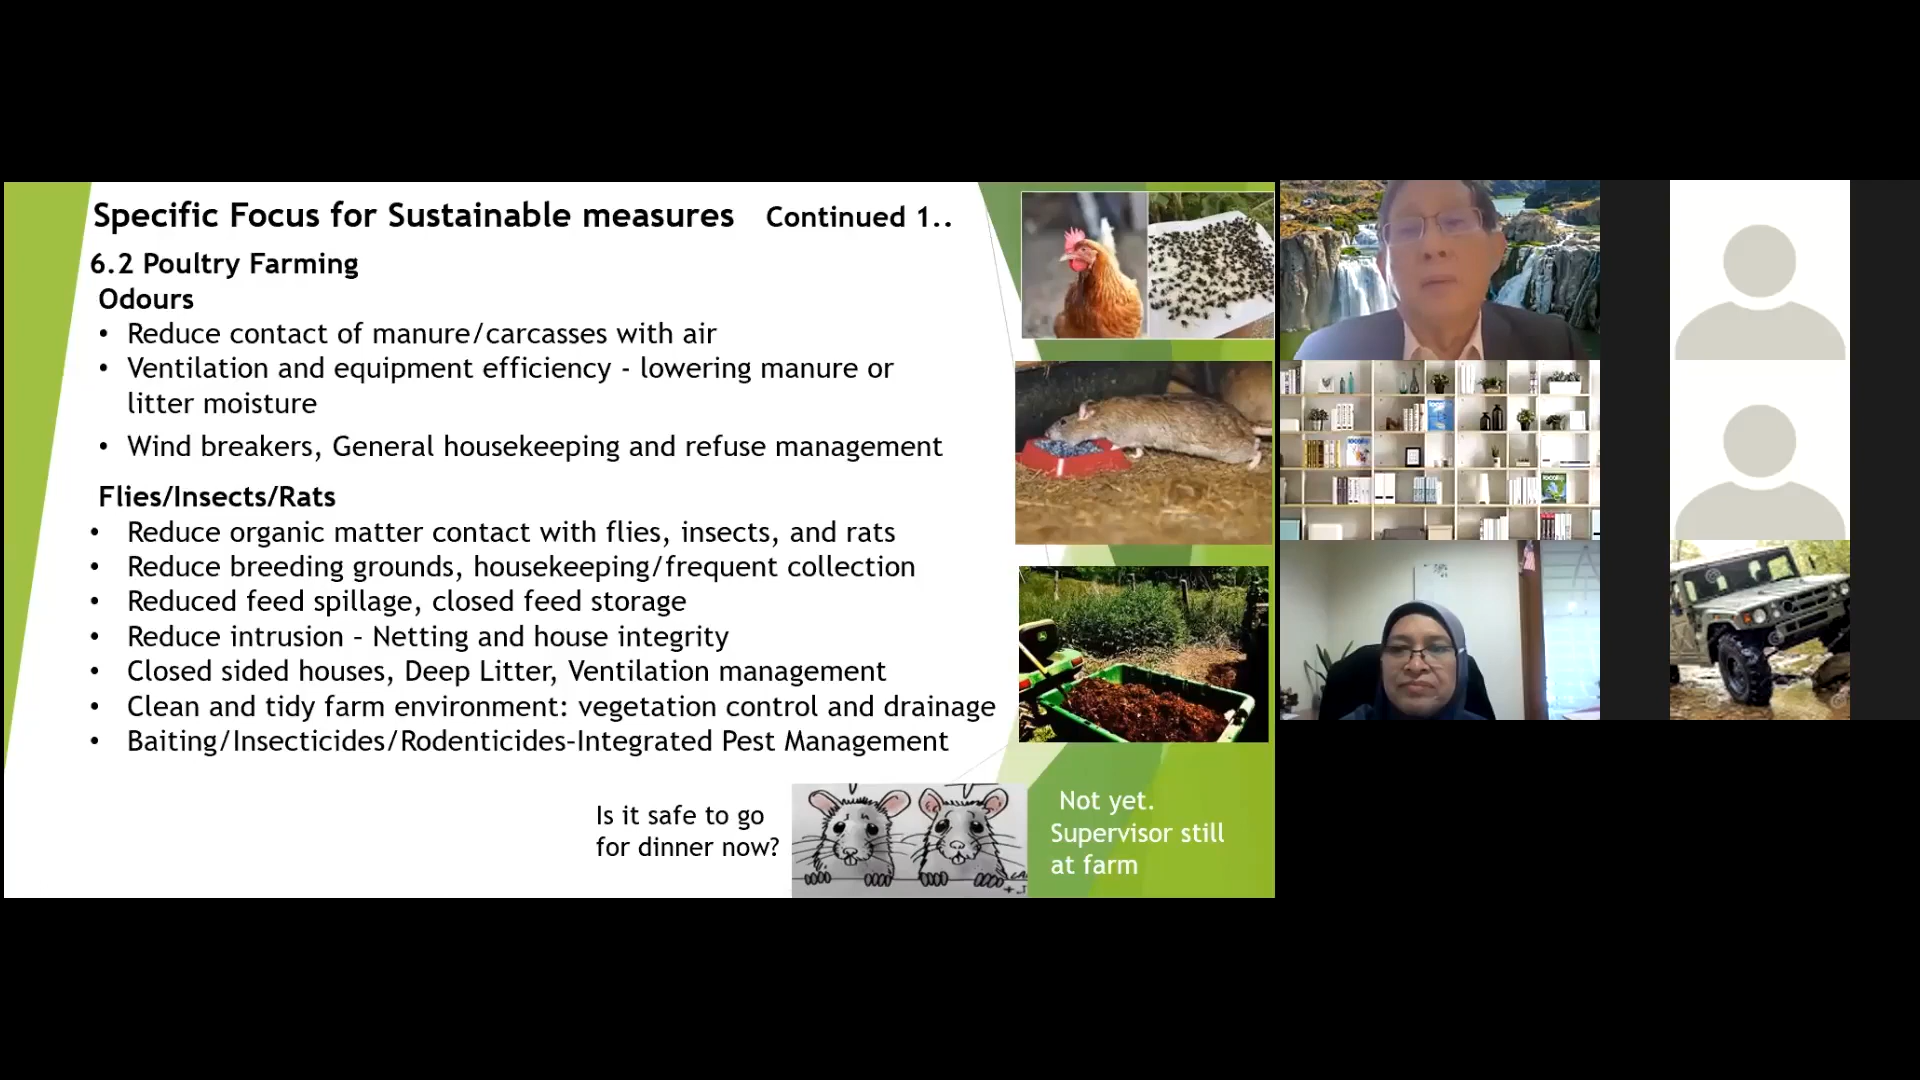 Specific Focus for Sustainable measures Continued 1..
6.2 Poultry Farming
Odours
• Reduce contact of manure/carcasses with air
• Ventilation and equipment efficiency - lowering manure or
litter moisture
• Wind breakers, General housekeeping and refuse management
Flies/Insects/Rats
• Reduce organic matter contact with flies, insects, and rats
• Reduce breeding grounds, housekeeping/frequent collection
• Reduced feed spillage, closed feed storage
• Reduce intrusion – Netting and house integrity
• Closed sided houses, Deep Litter, Ventilation management
• Clean and tidy farm environment: vegetation control and drainage
• Baiting/Insecticides/Rodenticides-Integrated Pest Management
Is it safe to go
for dinner now?
Not yet.
Supervisor still
at farm
local
local
local